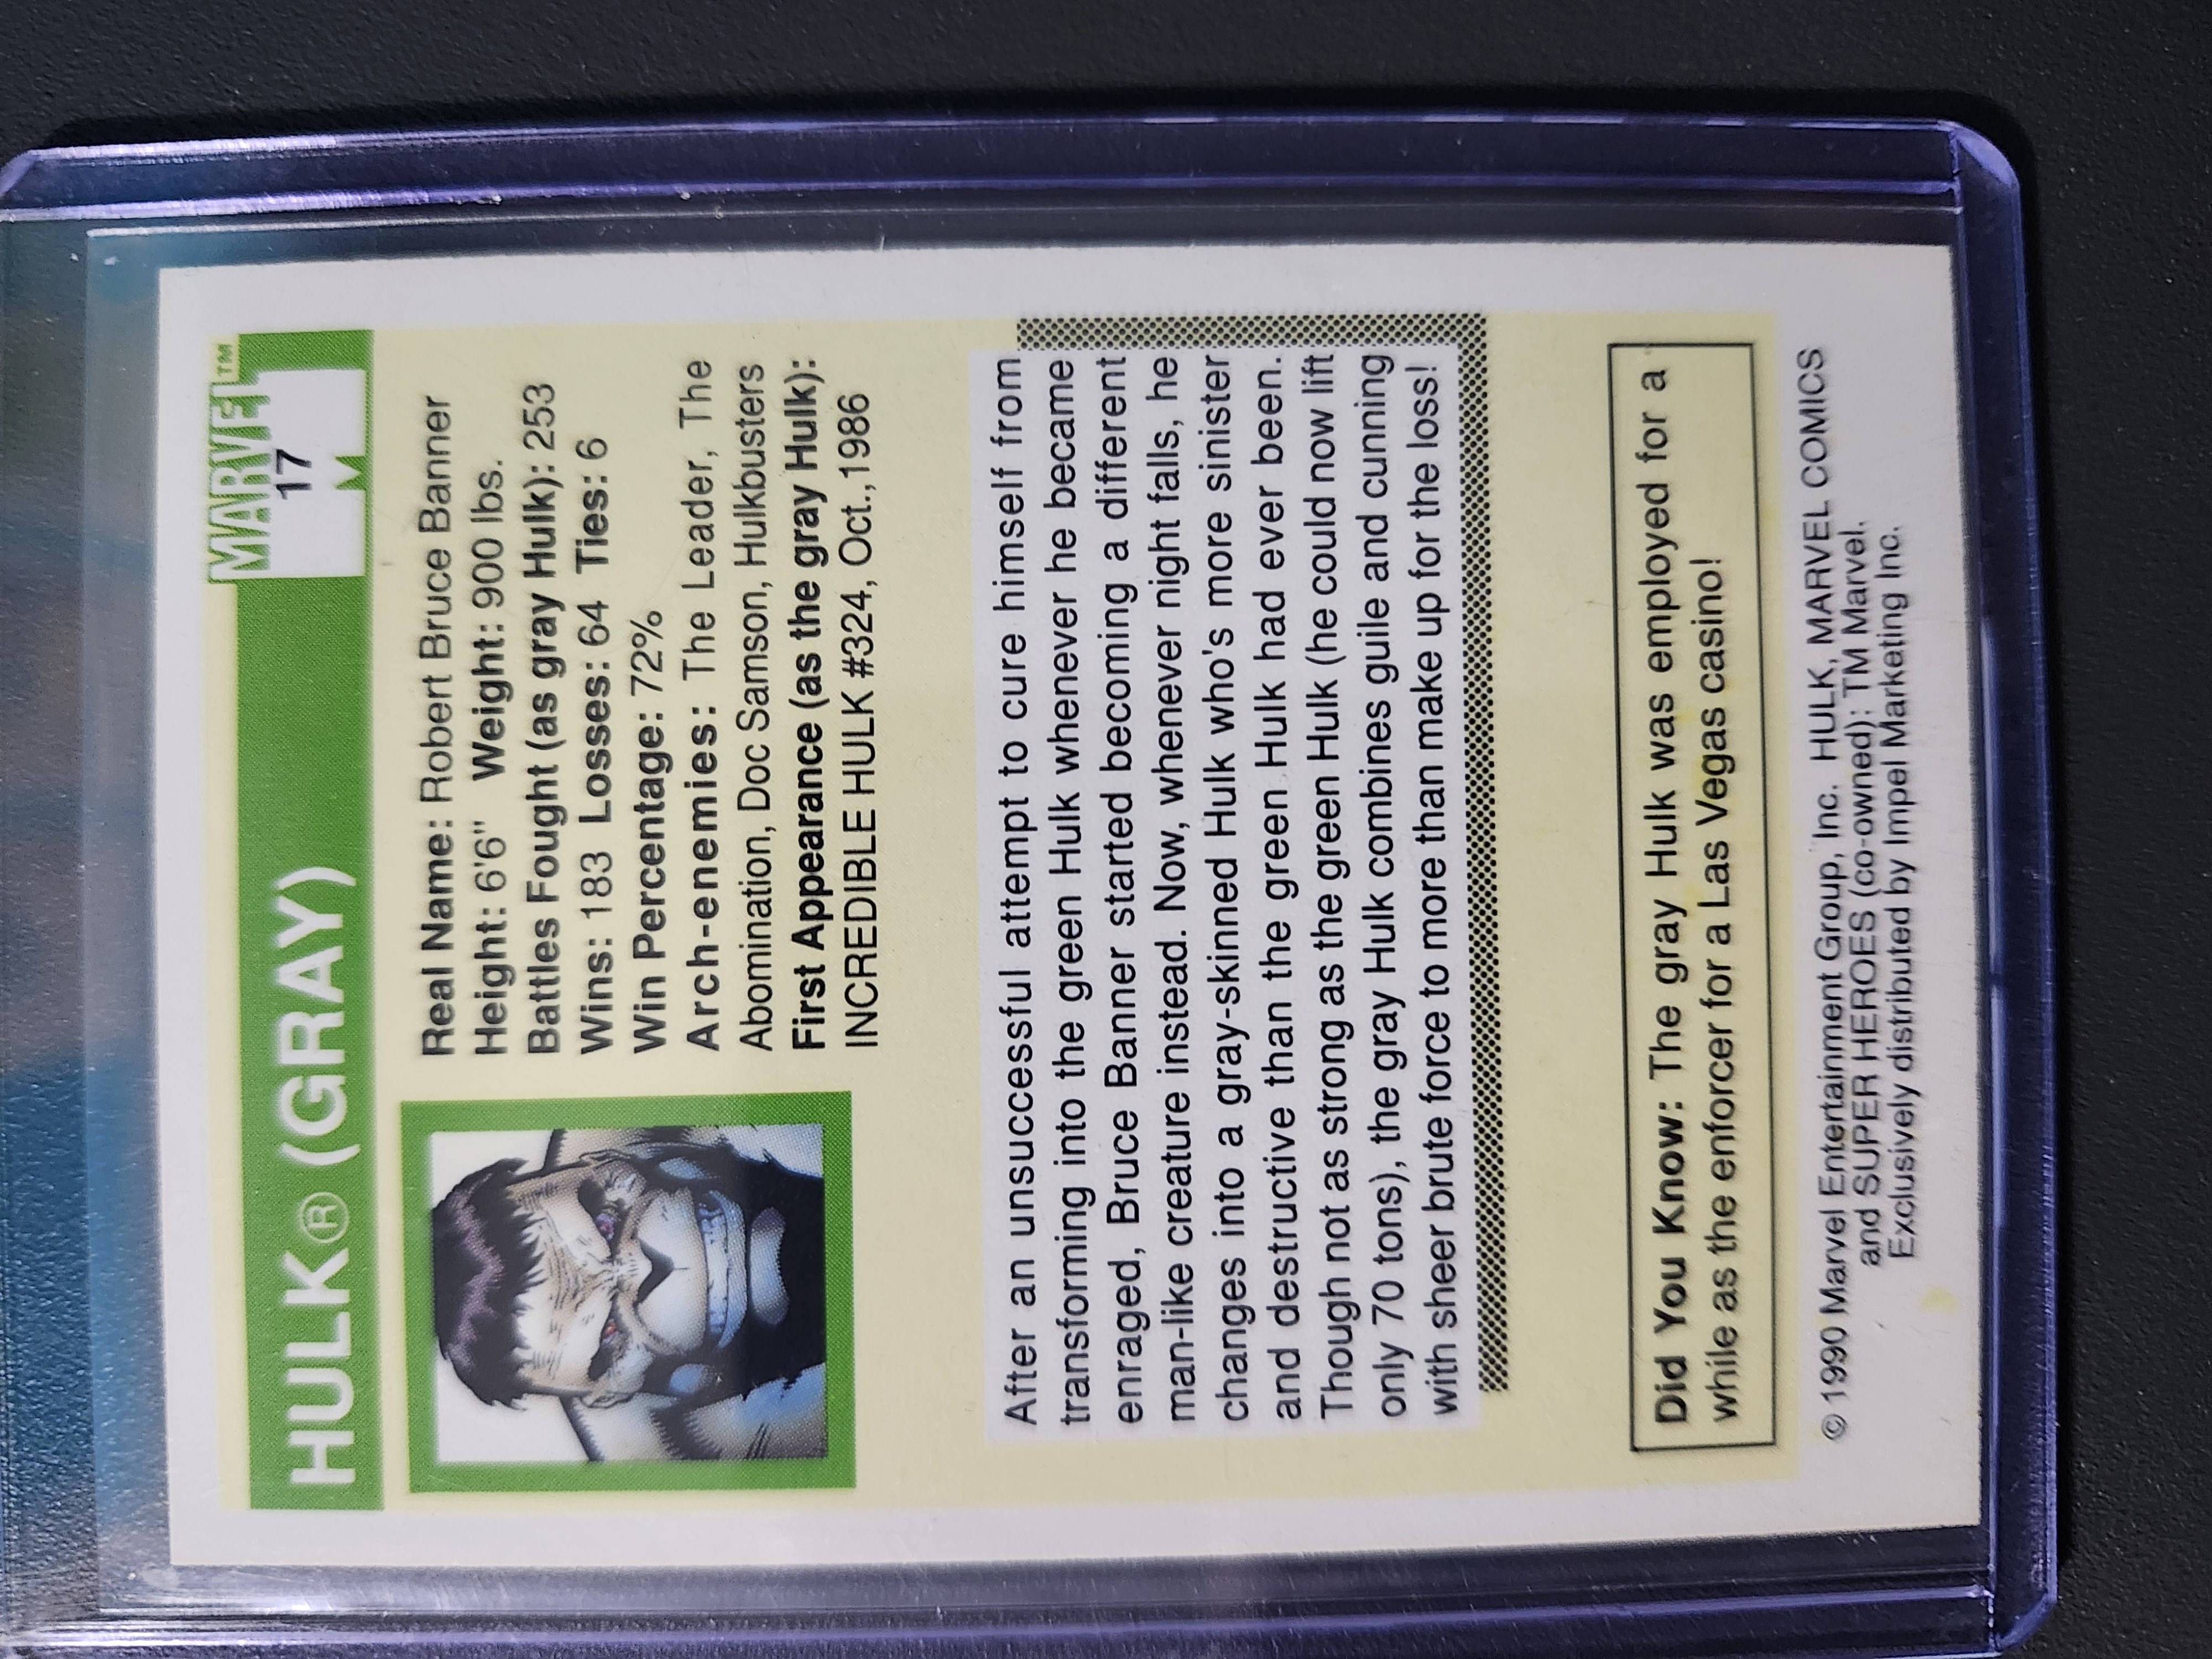 MARVEL™
17
HULK® (GRAY)
Real Name: Robert Bruce Banner
Height: 6'6" Weight: 900 lbs.
Battles Fought (as gray Hulk): 253
Wins: 183 Losses: 64 Ties: 6
Win Percentage: 72%
Arch-enemies: The Leader, The
Abomination, Doc Samson, Hulkbusters
First Appearance (as the gray Hulk):
INCREDIBLE HULK #324, Oct.,1986
After an unsuccessful attempt to cure himself from
transforming into the green Hulk whenever he became
enraged, Bruce Banner started becoming a different
man-like creature instead. Now, whenever night falls, he
changes into a gray-skinned Hulk who's more sinister
and destructive than the green Hulk had ever been.
Though not as strong as the green Hulk (he could now lift
only 70 tons), the gray Hulk combines guile and cunning
with sheer brute force to more than make up for the loss!
Did You Know: The gray Hulk was employed for a
while as the enforcer for a Las Vegas casino!
© 1990 Marvel Entertainment Group, Inc. HULK, MARVEL COMICS
and SUPER HEROES (co-owned): TM Marvel.
Exclusively distributed by Impel Marketing Inc.